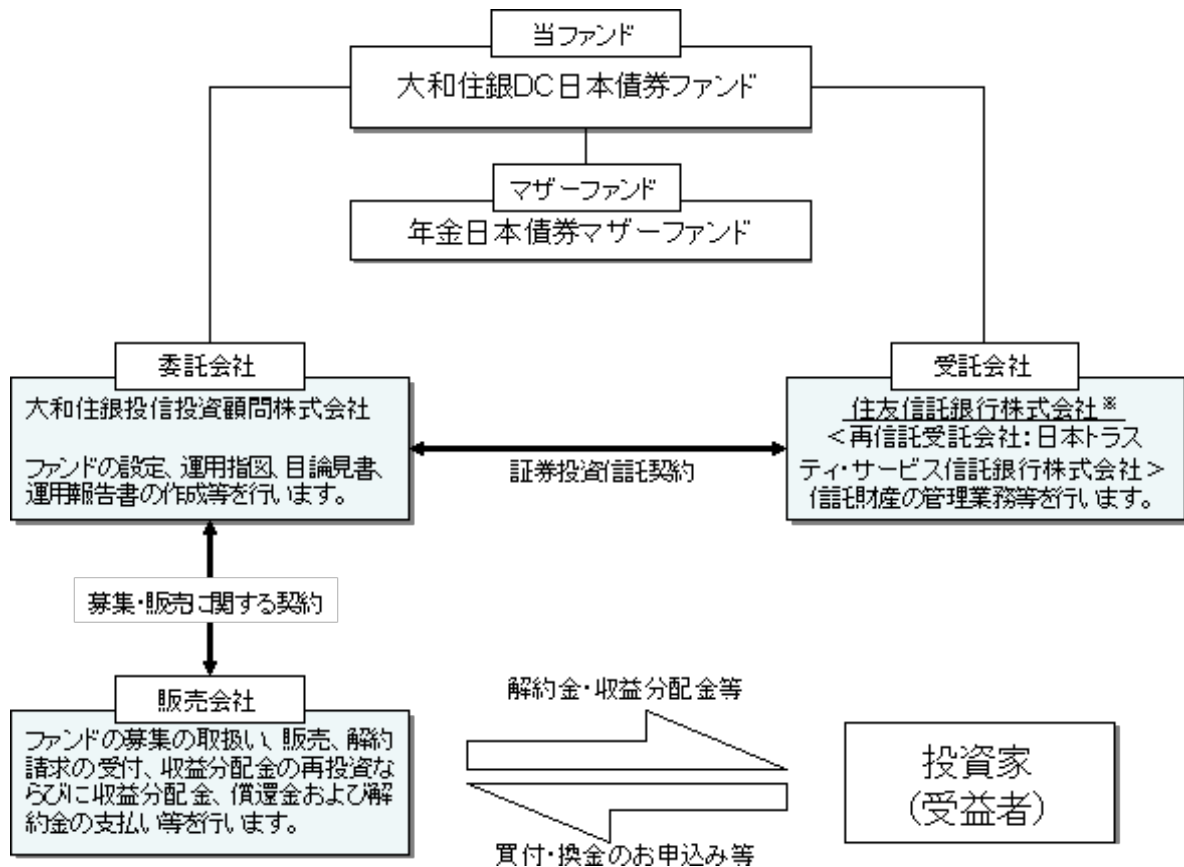 当ファンド
大和住銀DC日本債券ファンド
マザーファンド
年金日本債券マザーファンド
委託会社
大和住銀投信投資顧問株式会社
ファンドの設定、運用指図、目論見書、
運用報告書の作成等を行います。
証券投資信託契約
受託会社
住友信託銀行株式会社※
＜再信託受託会社：日本トラス
ティ・サービス信託銀行株式会社＞
信託財産の管理業務等を行います。
募集・販売に関する契約
販売会社
ファンドの募集の取扱い、販売、解約
請求の受付、収益分配金の再投資な
らびに収益分配金、償還金および解
約金の支払い等を行います。
解約金・収益分配金等
買付・換金のお申込み等
投資家
(受益者)